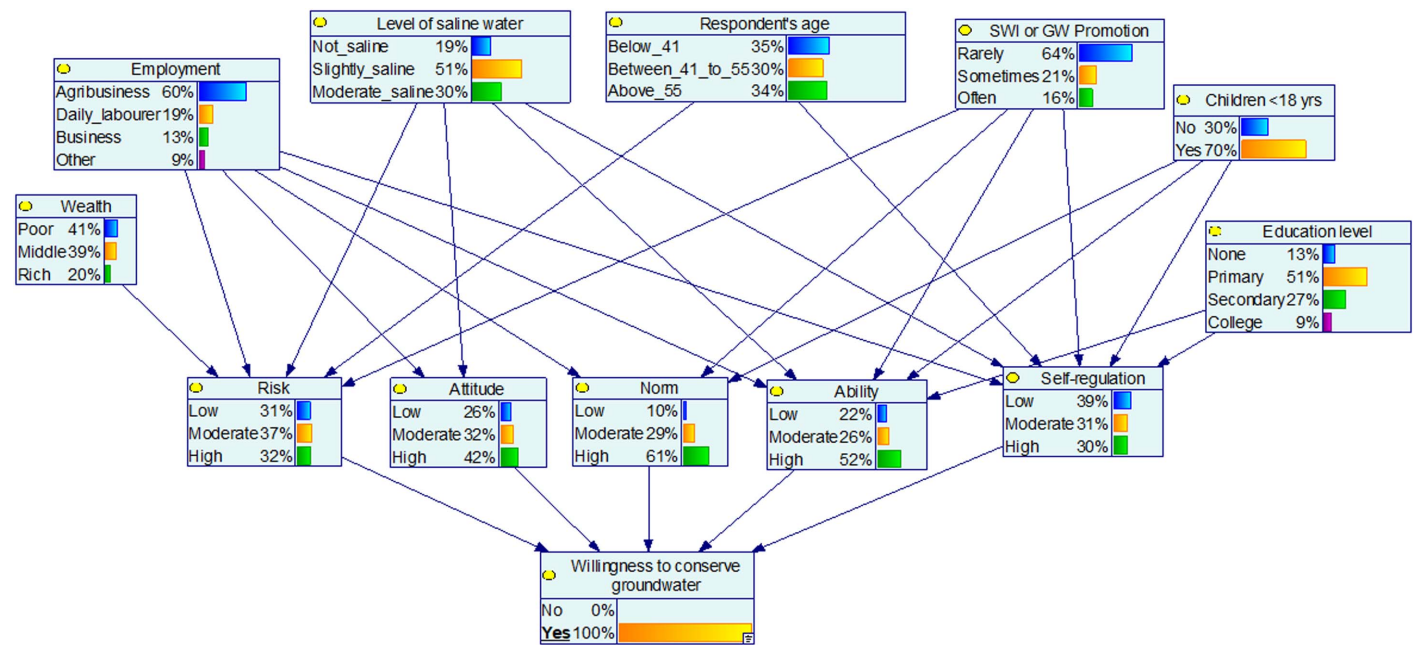 Level of saline water
Not_saline 19%
Slightly_saline 51%
Moderate_saline 30%
Respondent's age
Below_41 35%
Between_41_to_55 30%
Above_55 34%
SWI or GW Promotion
Rarely 64%
Sometimes 21%
Often 16%
Employment
Agribusiness 60%
Daily_labourer 19%
Business 13%
Other 9%
Children <18 yrs
No 30%
Yes 70%
Wealth
Poor 41%
Middle 39%
Rich 20%
Education level
None 13%
Primary 51%
Secondary 27%
College 9%
Risk
Low 31%
Moderate 37%
High 32%
Attitude
Low 26%
Moderate 32%
High 42%
Norm
Low 10%
Moderate 29%
High 61%
Ability
Low 22%
Moderate 26%
High 52%
Self-regulation
Low 39%
Moderate 31%
High 30%
Willingness to conserve
groundwater
No 0%
Yes 100%